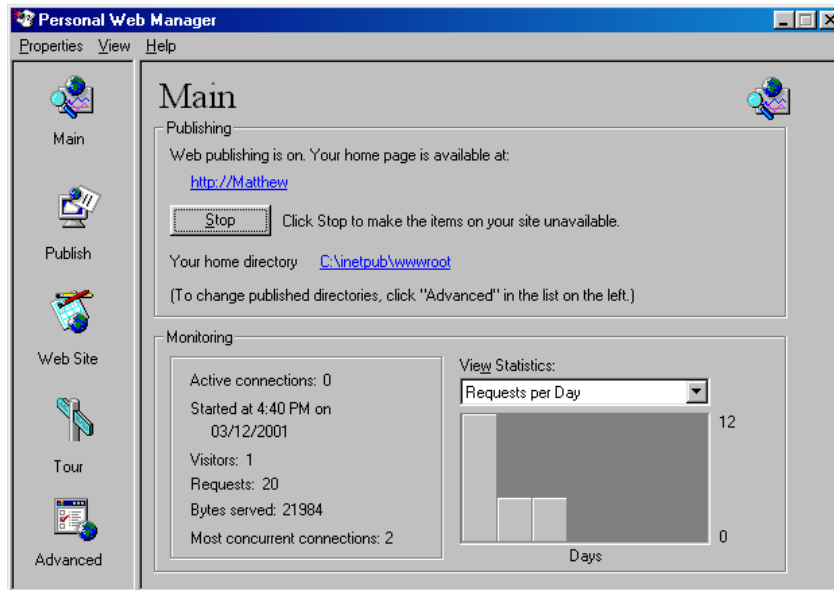 Personal Web Manager
Properties View Help
Main
Publish
Web Site
Tour
Advanced
Main
Publishing
Web publishing is on. Your home page is available at:
http://Matthew
Stop Click Stop to make the items on your site unavailable.
Your home directory C:\inetpub\wwwroot
(To change published directories, click "Advanced" in the list on the left.)
Monitoring
Active connections: 0
Started at 4:40 PM on
03/12/2001
Visitors: 1
Requests: 20
Bytes served: 21984
Most concurrent connections: 2
View Statistics:
Requests per Day
12
0
Days